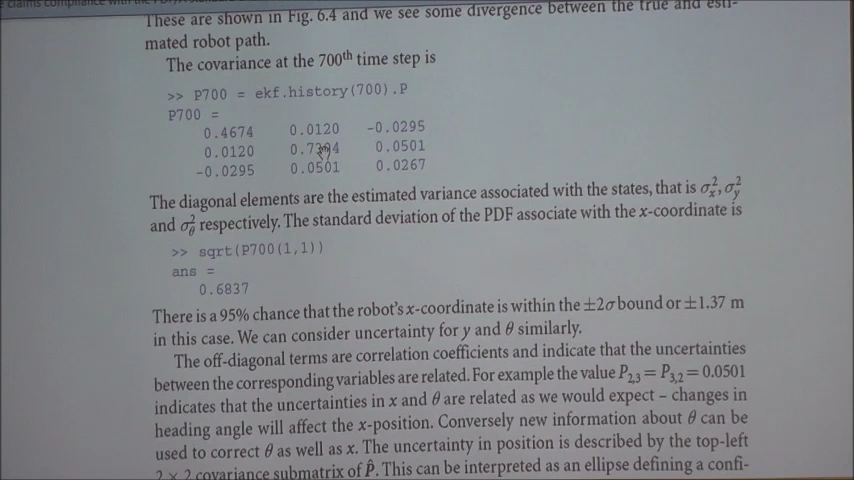 claims compliance with the
These are shown in Fig. 6.4 and we see some divergence between the true and esti-
mated robot path.
The covariance at the 700th time step is
>> P700 = ekf.history(700).P
P700 =
0.4674 0.0120 -0.0295
0.0120 0.0501
-0.0295 0.0501 0.0267
The diagonal elements are the estimated variance associated with the states, that is σ²x, σ²y
and σ²θ respectively. The standard deviation of the PDF associate with the x-coordinate is
>> sqrt(P700(1,1))
ans =
0.6837
There is a 95% chance that the robot's x-coordinate is within the ±2σ bound or ±1.37 m
in this case. We can consider uncertainty for y and θ similarly.
The off-diagonal terms are correlation coefficients and indicate that the uncertainties
between the corresponding variables are related. For example the value P2,3 = P3,2 = 0.0501
indicates that the uncertainties in x and θ are related as we would expect – changes in
heading angle will affect the x-position. Conversely new information about θ can be
used to correct θ as well as x. The uncertainty in position is described by the top-left
2 × 2 covariance submatrix of P̂. This can be interpreted as an ellipse defining a confi-